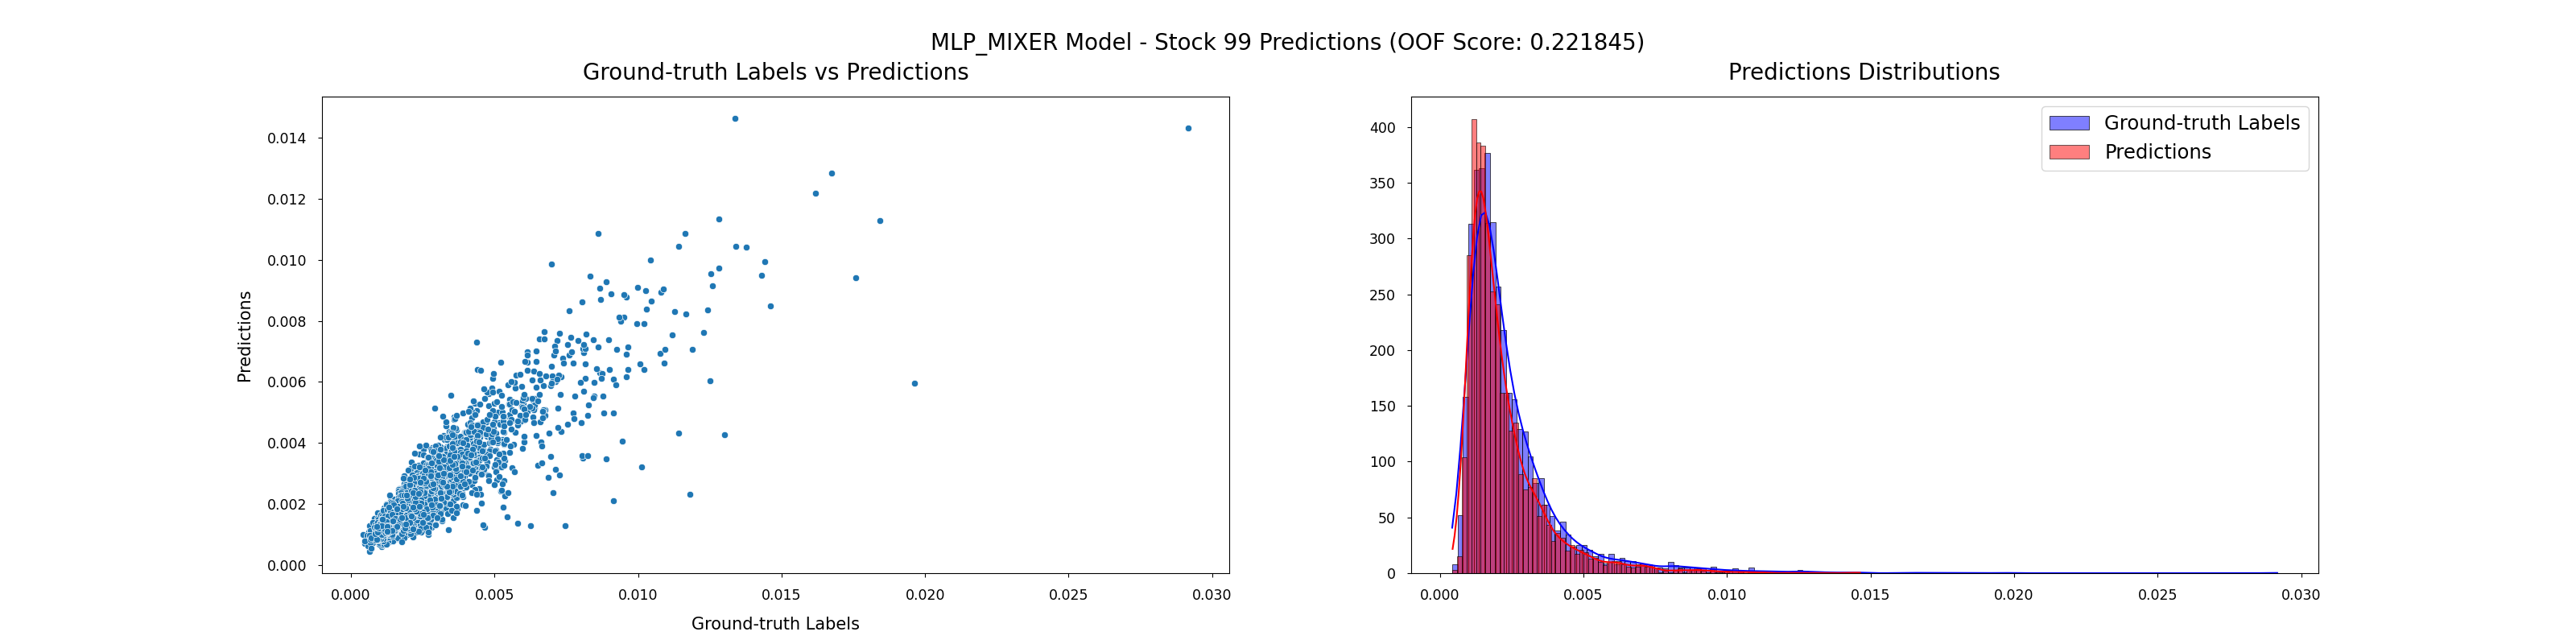 MLP_MIXER Model - Stock 99 Predictions (OOF Score: 0.221845)
Ground-truth Labels vs Predictions
0.014
0.012
0.010
0.008
0.006
0.004
0.002
0.000
Predictions
0.000 0.005 0.010 0.015 0.020 0.025 0.030
Ground-truth Labels
Predictions Distributions
Ground-truth Labels
Predictions
400
350
300
250
200
150
100
50
0
0.000 0.005 0.010 0.015 0.020 0.025 0.030